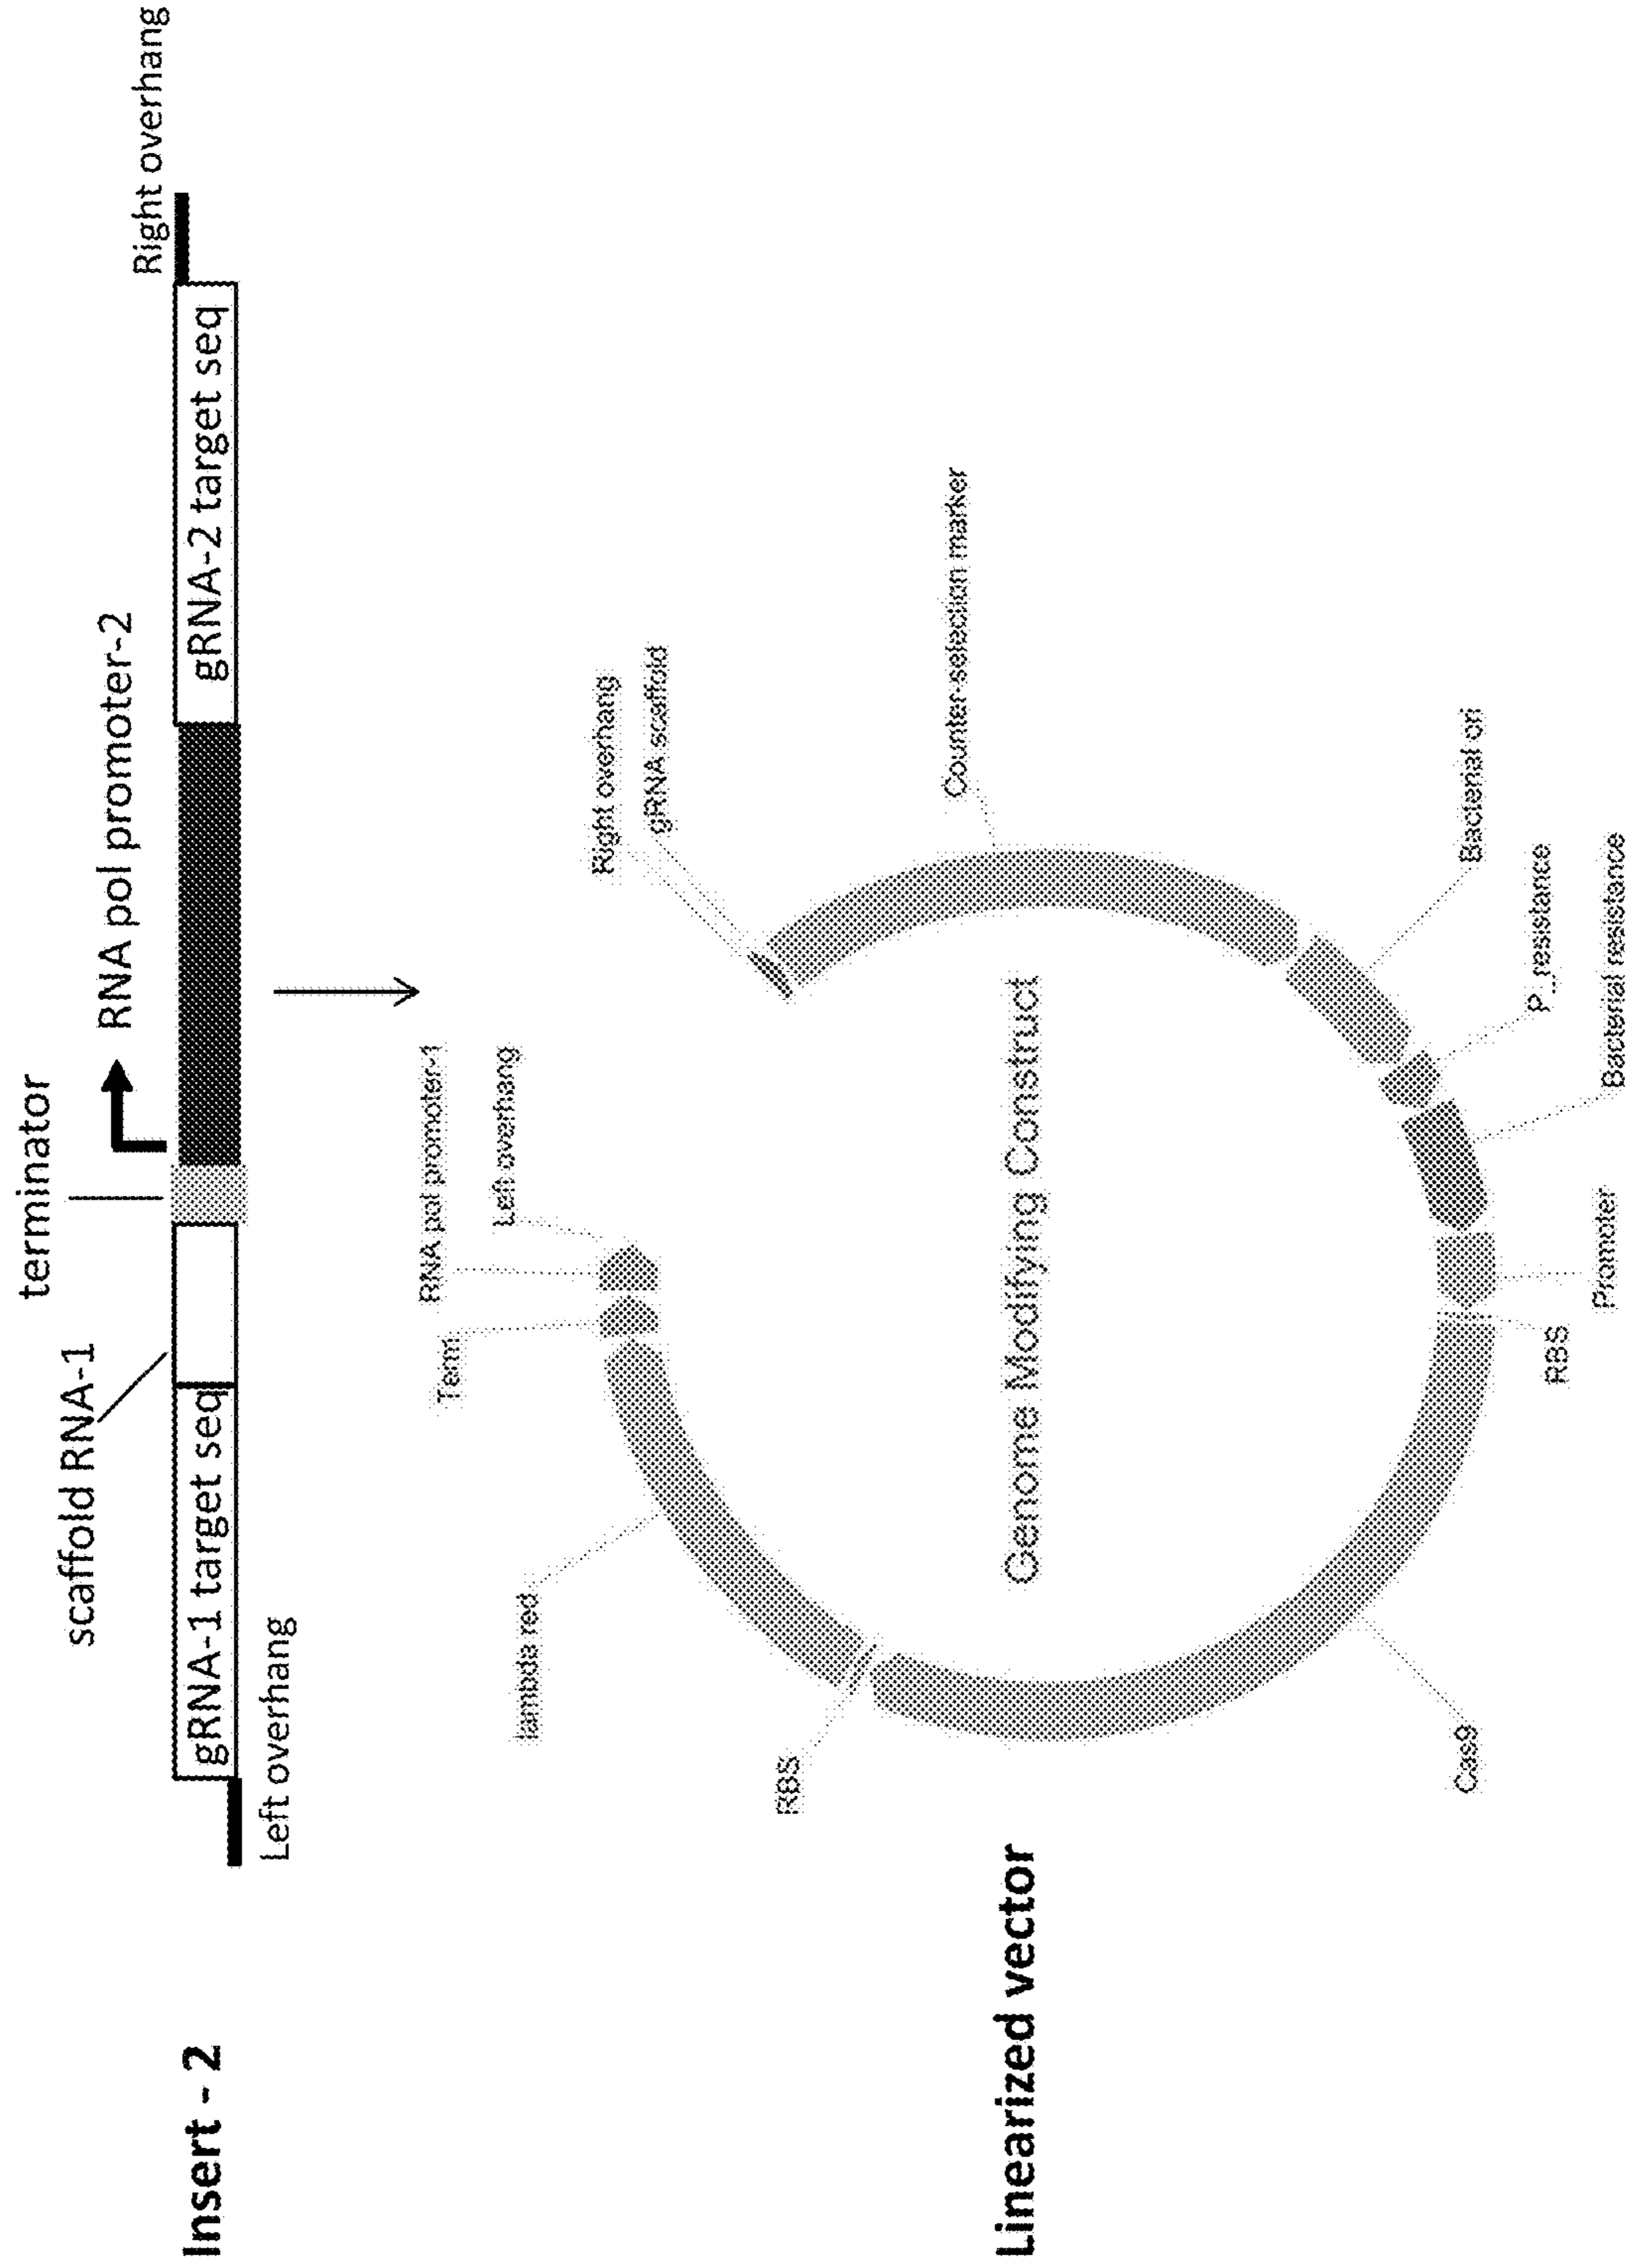 Insert - 2
terminator
RNA pol promoter-2
scaffold RNA-1
Right overhang
gRNA-1 target seq
gRNA-2 target seq
Left overhang
Linearized vector
RNA pol promoter-1
Term
Left overhang
lambda red
RBS
Right overhang
gRNA scaffold
Counter-selection marker
Genome Modifying Construct
Bacterial ori
P_resistance
Bacterial resistance
Promoter
RBS
Cas9